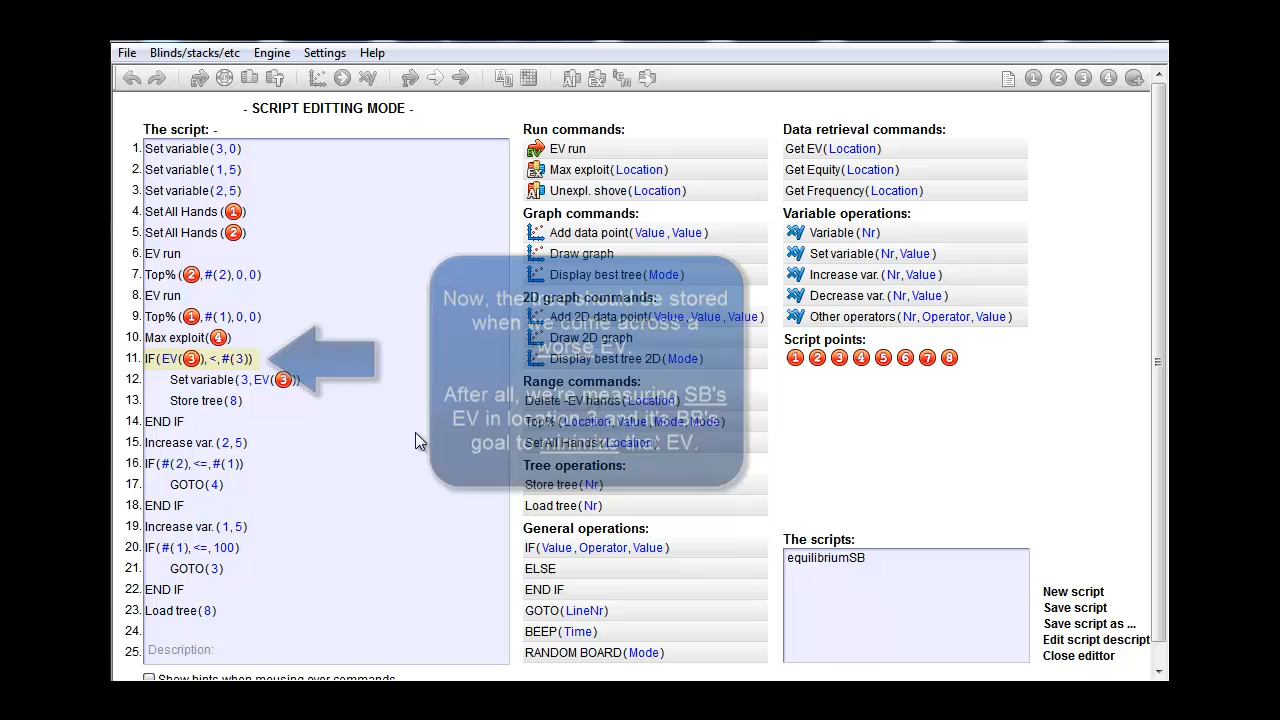 File Blinds/stacks/etc Engine Settings Help
- SCRIPT EDITTING MODE -
The script: -
1. Set variable (3, 0)
2. Set variable (1, 5)
3. Set variable (2, 5)
4. Set All Hands (1)
5. Set All Hands (2)
6. EV run
7. Top% (2, #(2), 0, 0)
8. EV run
9. Top% (1, #(1), 0, 0)
10. Max exploit (4)
11. IF( EV(3), <, #(3))
12. Set variable (3, EV(3))
13. Store tree (8)
14. END IF
15. Increase var. (2, 5)
16. IF( #(2), <=, #(1))
17. GOTO (4)
18. END IF
19. Increase var. (1, 5)
20. IF( #(1), <=, 100)
21. GOTO (3)
22. END IF
23. Load tree (8)
24.
25.
Description:
Show hints when mousing over commands
Run commands:
EV run
Max exploit (Location)
Unexpl. shove (Location)
Graph commands:
Add data point (Value, Value)
Draw graph
Display best tree (Mode)
2D graph commands:
Add 2D data point (Value, Value, Value)
Draw 2D graph
Display best tree 2D (Mode)
Range commands:
Delete -EV hands (Location)
Top% (Location, Value, Mode, Mode)
Set All Hands (Location)
Tree operations:
Store tree (Nr)
Load tree (Nr)
General operations:
IF( Value, Operator, Value)
ELSE
END IF
GOTO (LineNr)
BEEP (Time)
RANDOM BOARD (Mode)
Now, the tree should be stored
when we come across a
worse EV.
After all, we're measuring SB's
EV in location 3 and it's BB's
goal to minimize that EV.
Data retrieval commands:
Get EV (Location)
Get Equity (Location)
Get Frequency (Location)
Variable operations:
Variable (Nr)
Set variable (Nr, Value)
Increase var. (Nr, Value)
Decrease var. (Nr, Value)
Other operators (Nr, Operator, Value)
Script points:
1 2 3 4 5 6 7 8
The scripts:
equilibriumSB
New script
Save script
Save script as ...
Edit script descript
Close edittor